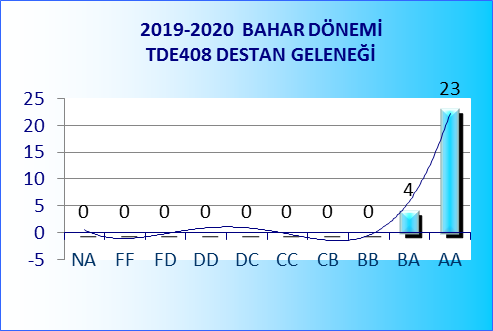 2019-2020 BAHAR DÖNEMİ
TDE408 DESTAN GELENEĞİ
25
20
15
10
5
0
-5
0 0 0 0 0 0 0 0 4 23
NA FF FD DD DC CC CB BB BA AA